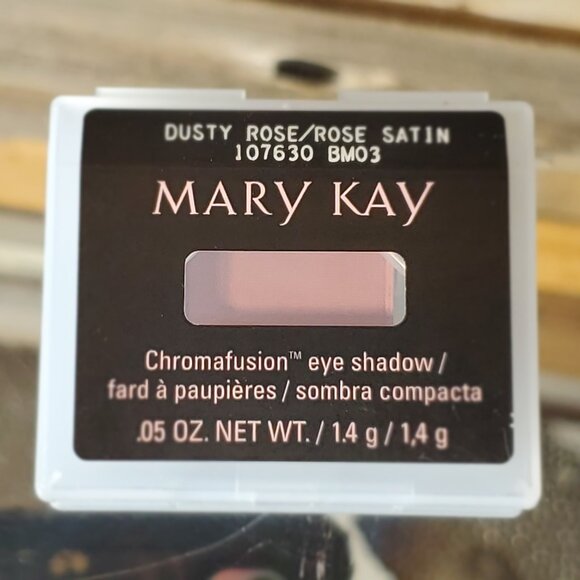 DUSTY ROSE/ROSE SATIN
107630 BM03
MARY KAY
Chromafusion™ eye shadow /
fard à paupières / sombra compacta
.05 OZ. NET WT. / 1.4 g / 1,4 g